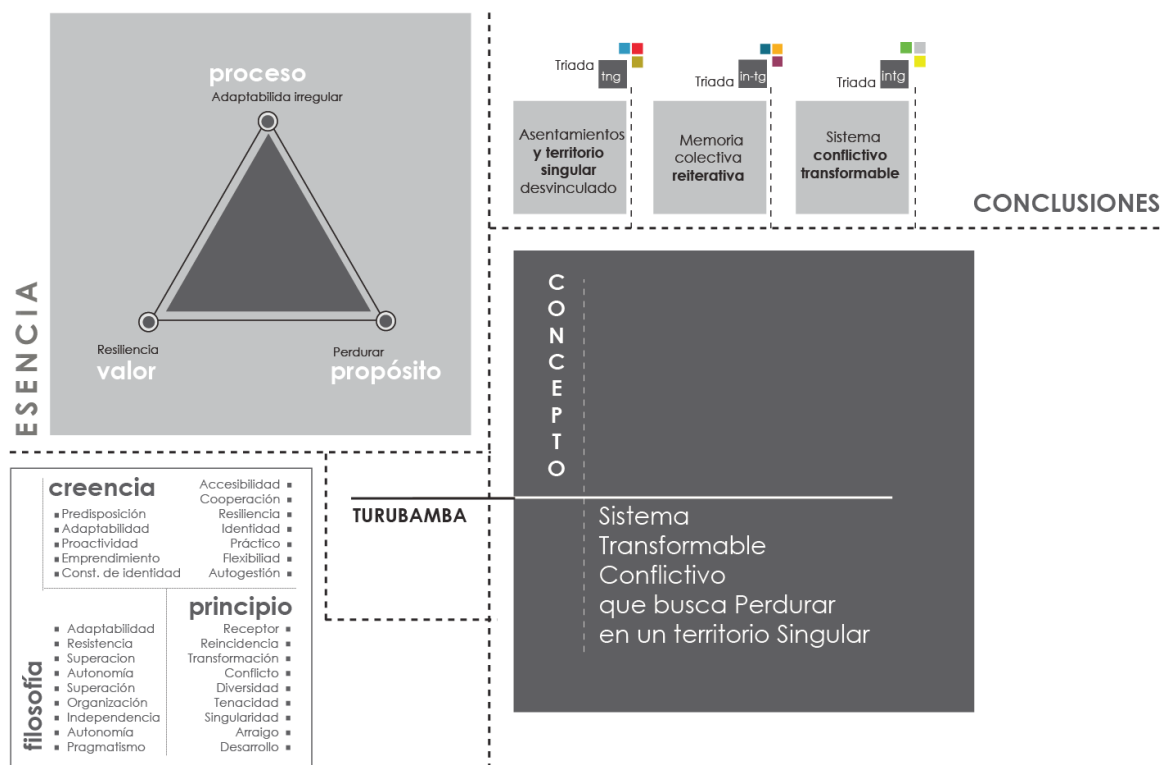 ESENCIA
proceso
Adaptabilida irregular
Resiliencia
valor
Perdurar
propósito
Triada
tng
Asentamientos
y territorio
singular
desvinculado
Triada
in-tg
Memoria
colectiva
reiterativa
Triada
intg
Sistema
conflictivo
transformable
CONCLUSIONES
creencia
Predisposición
Adaptabilidad
Proactividad
Emprendimiento
Const. de identidad
Accesibilidad
Cooperación
Resiliencia
Identidad
Práctico
Flexibiliad
Autogestión
filosofía
Adaptabilidad
Resistencia
Superacion
Autonomía
Superación
Organización
Independencia
Autonomía
Pragmatismo
principio
Receptor
Reincidencia
Transformación
Conflicto
Diversidad
Tenacidad
Singularidad
Arraigo
Desarrollo
TURUBAMBA
CONCEPTO
Sistema
Transformable
Conflictivo
que busca Perdurar
en un territorio Singular